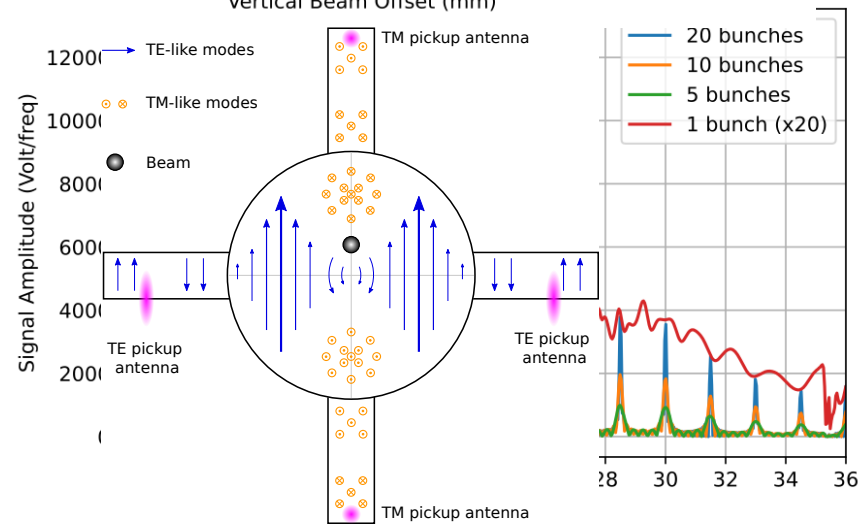 Vertical Beam Offset (mm)
TM pickup antenna
TE-like modes
TM-like modes
Beam
20 bunches
10 bunches
5 bunches
1 bunch (x20)
Signal Amplitude (Volt/freq)
TE pickup
antenna
TE pickup
antenna
28 30 32 34 36
TM pickup antenna